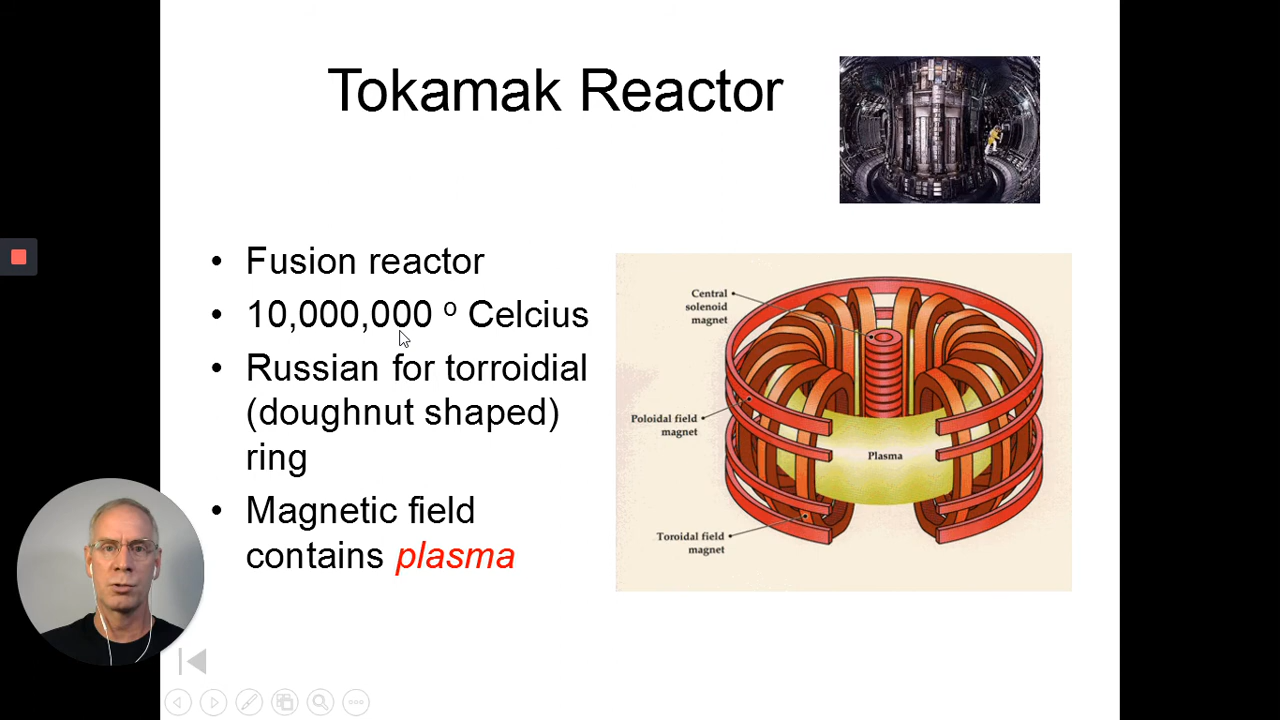 Tokamak Reactor
• Fusion reactor
• 10,000,000 º Celcius
• Russian for torroidial
(doughnut shaped)
ring
• Magnetic field
contains plasma
Central
solenoid
magnet
Poloidal field
magnet
Plasma
Toroidal field
magnet